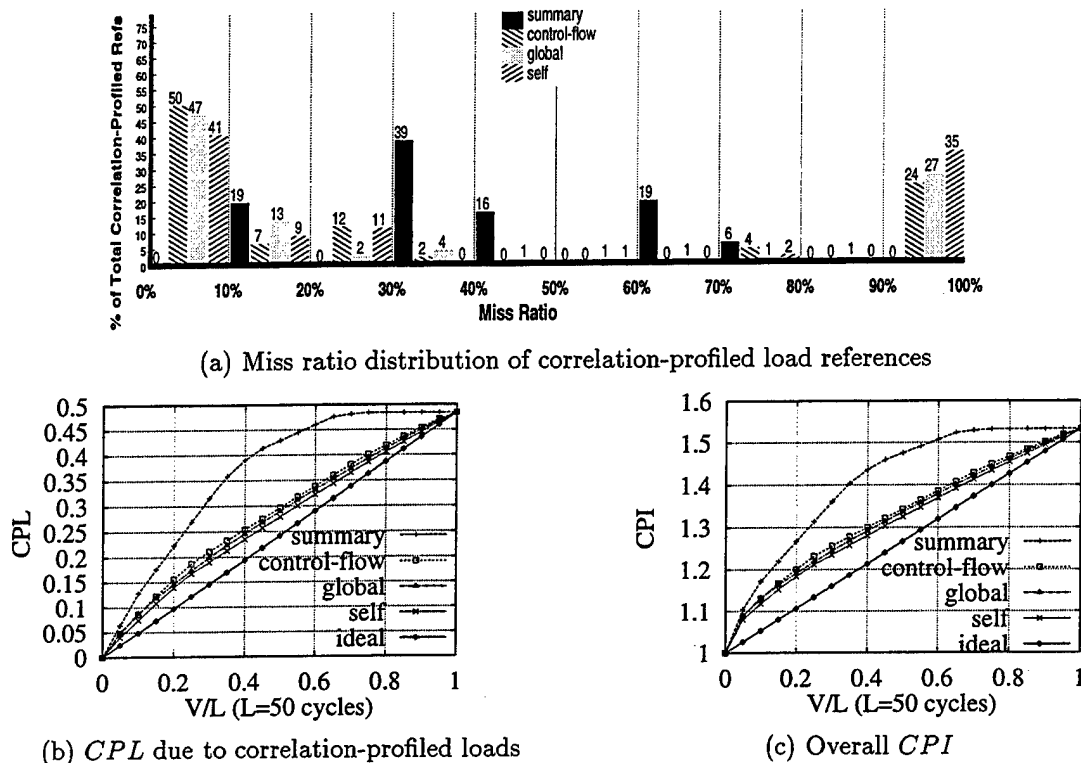 % of Total Correlation-Profiled Refs
75
70
65
60
55
50
45
40
35
30
25
20
15
10
5
0
summary
control-flow
global
self
0 50 47 41
19 7 13 9
0 12 2 11
39 2 4 0
16 0 1 0
0 0 1 1
19 0 1 0
6 4 1 2
0 0 1 0
0 24 27 35
0% 10% 20% 30% 40% 50% 60% 70% 80% 90% 100%
Miss Ratio
(a) Miss ratio distribution of correlation-profiled load references
CPL
0.5
0.45
0.4
0.35
0.3
0.25
0.2
0.15
0.1
0.05
0
summary
control-flow
global
self
ideal
0 0.2 0.4 0.6 0.8 1
V/L (L=50 cycles)
(b) CPL due to correlation-profiled loads
CPI
1.6
1.5
1.4
1.3
1.2
1.1
1
summary
control-flow
global
self
ideal
0 0.2 0.4 0.6 0.8 1
V/L (L=50 cycles)
(c) Overall CPI